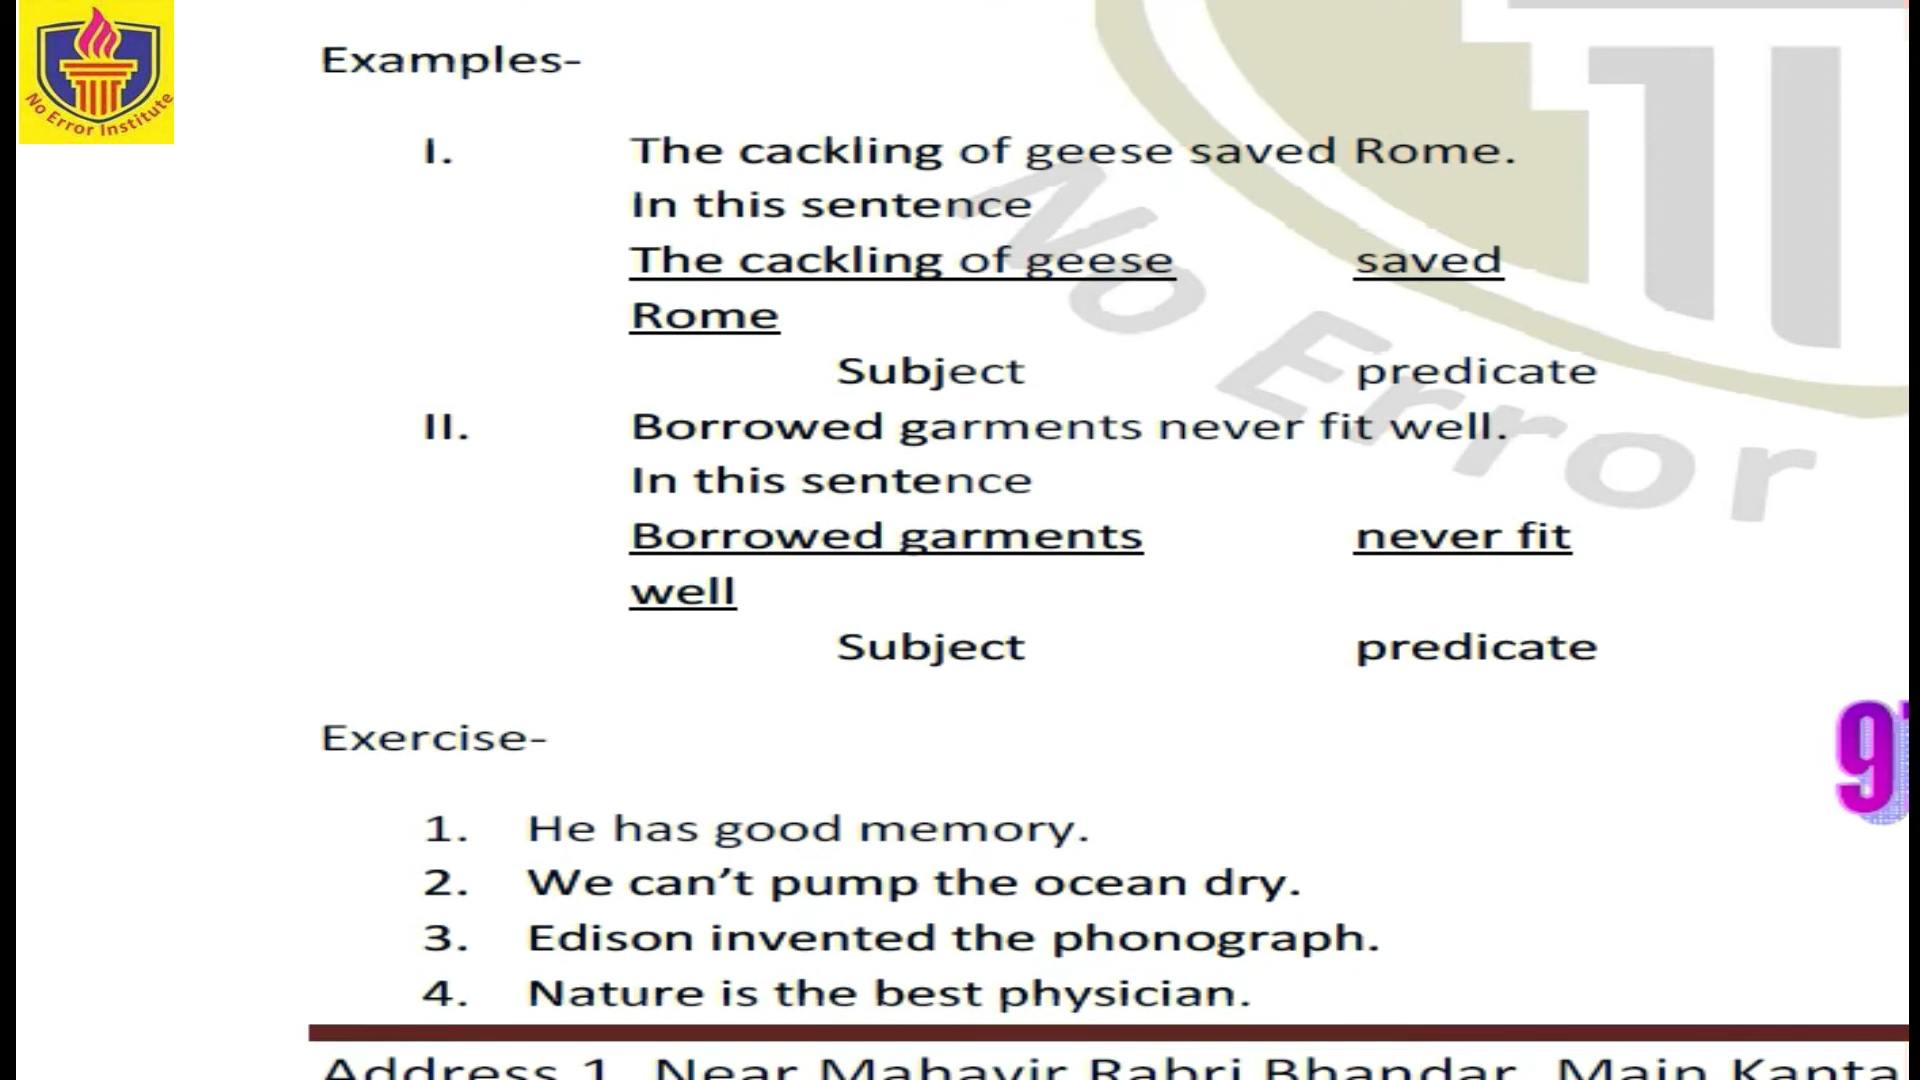 No Error Institute
Examples-
I. The cackling of geese saved Rome.
In this sentence
The cackling of geese saved
Rome
Subject predicate
II. Borrowed garments never fit well.
In this sentence
Borrowed garments never fit
well
Subject predicate
No Error
Exercise-
1. He has good memory.
2. We can’t pump the ocean dry.
3. Edison invented the phonograph.
4. Nature is the best physician.
Address 1. Near Mahavir Rabri Bhandar, Main Kanta